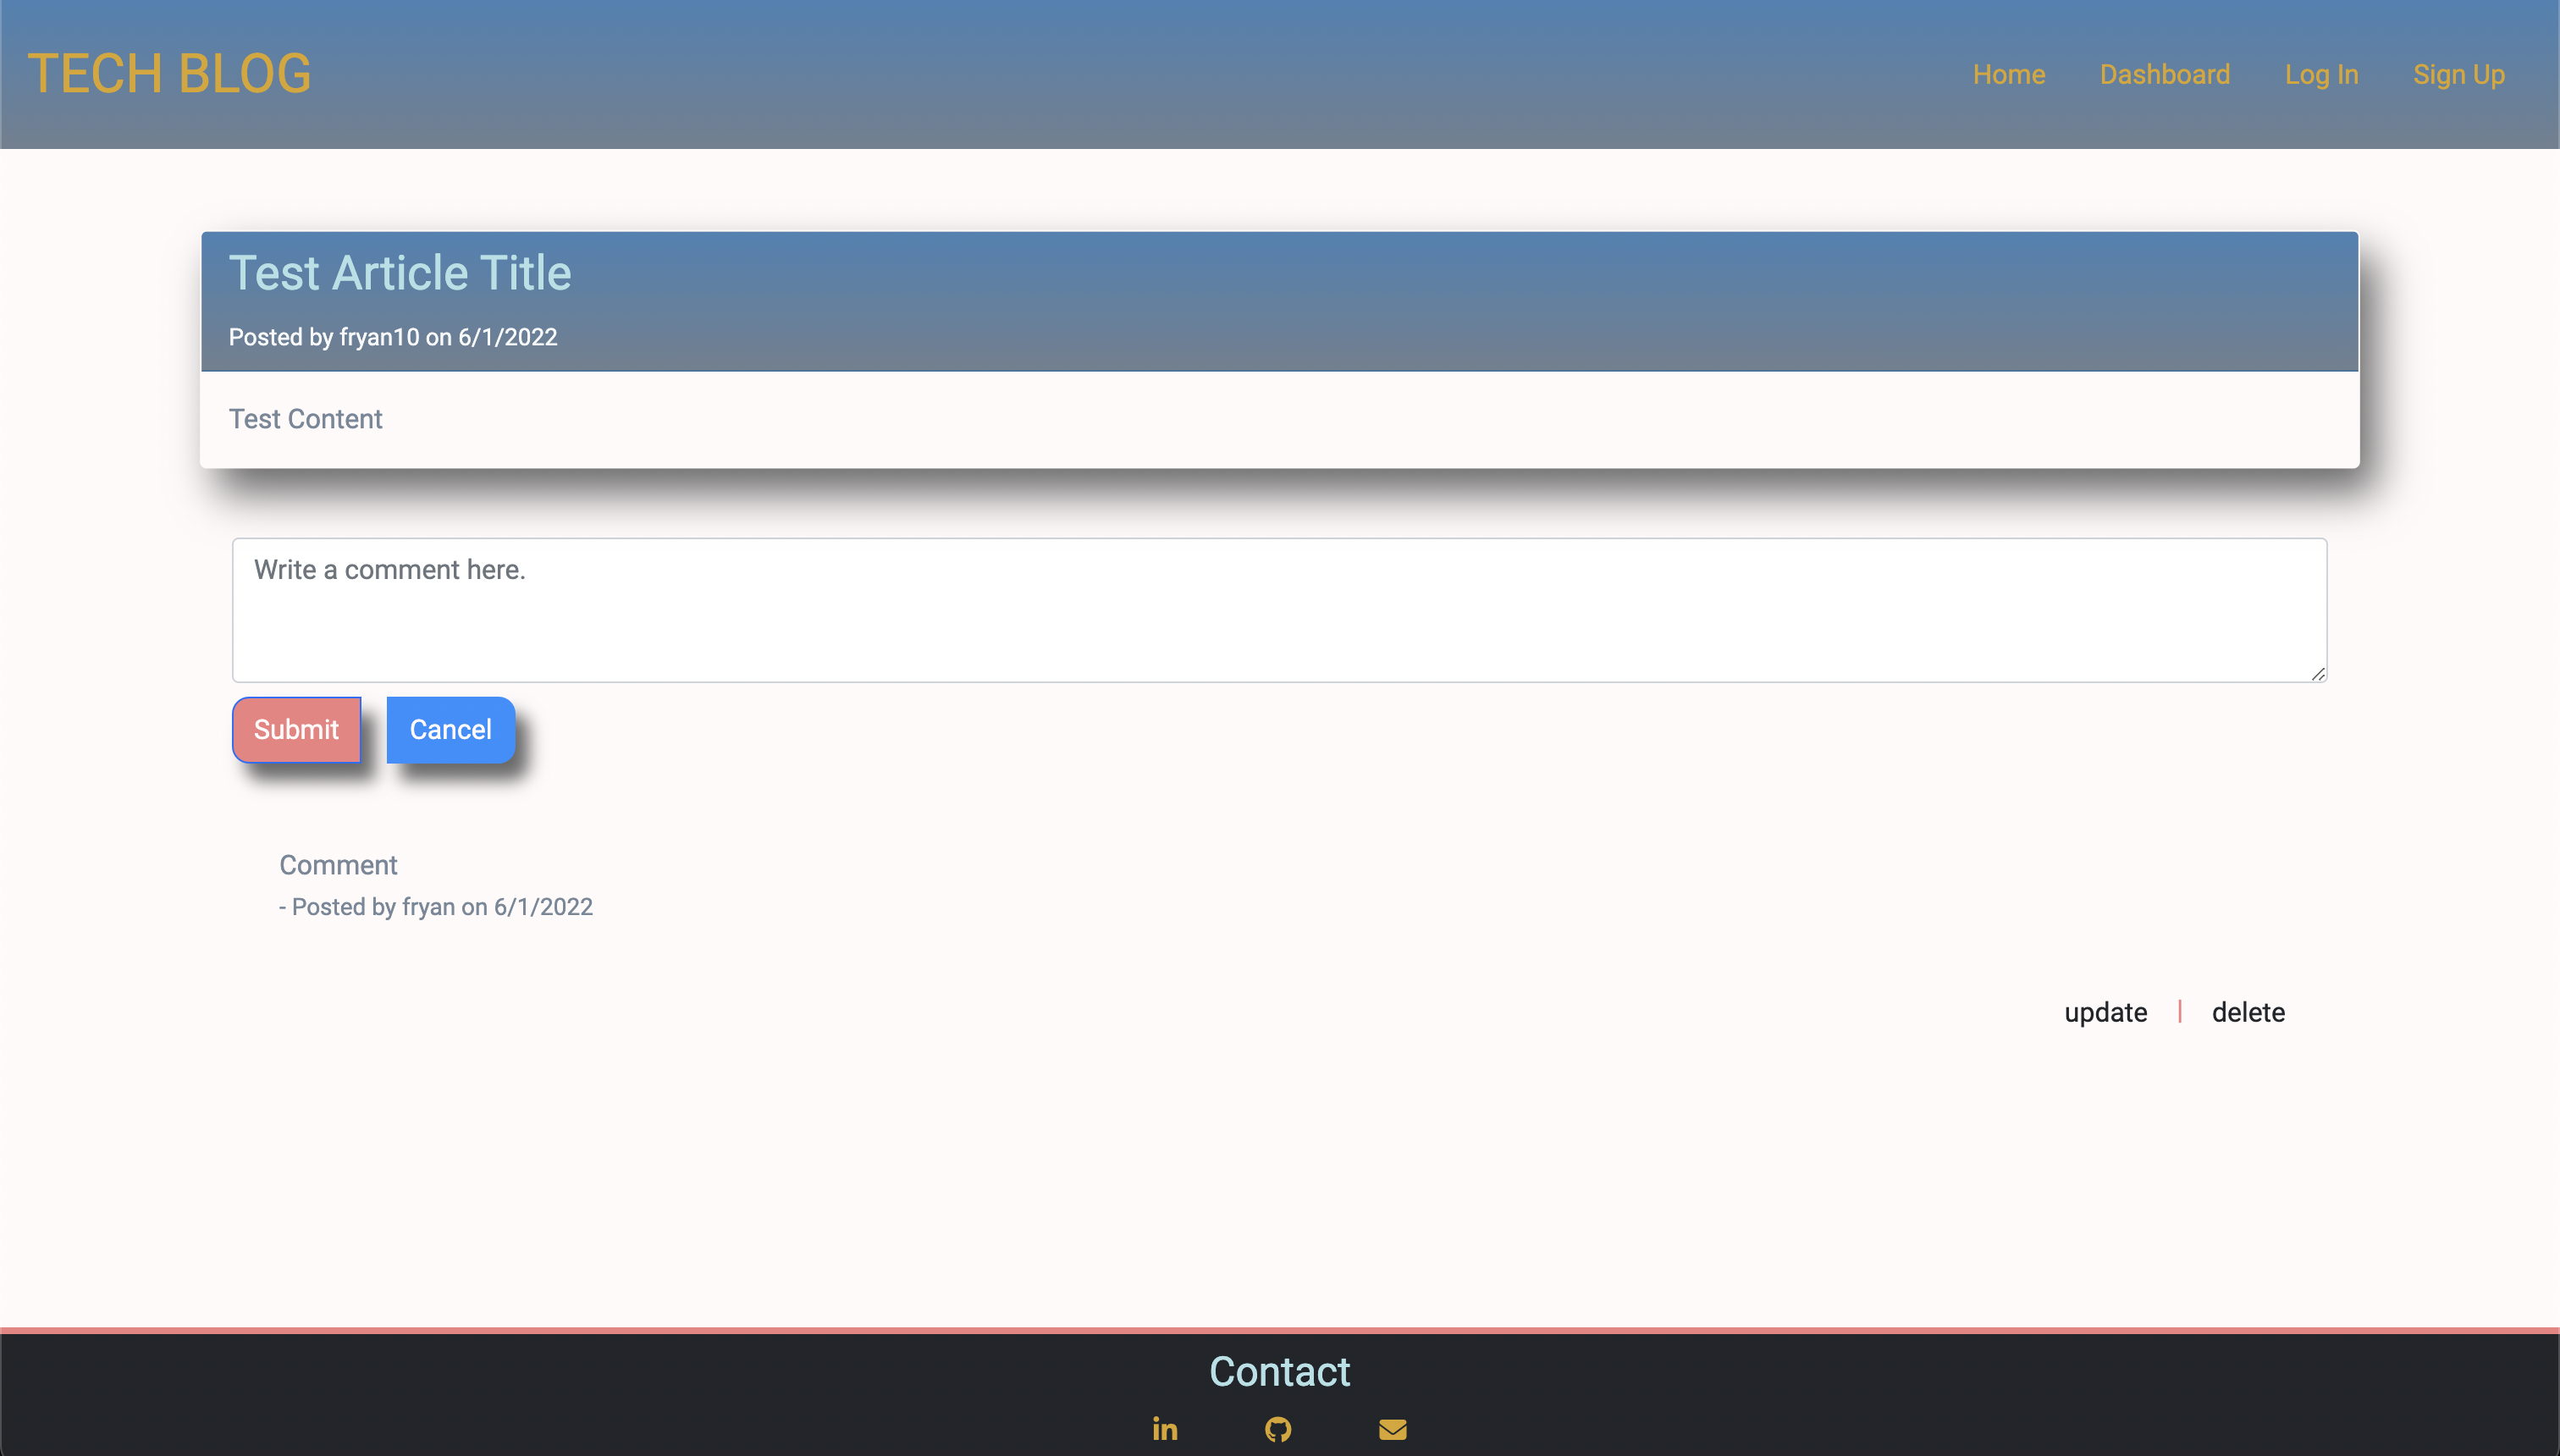 TECH BLOG
Home Dashboard Log In Sign Up
Test Article Title
Posted by fryan10 on 6/1/2022
Test Content
Write a comment here.
Submit Cancel
Comment
- Posted by fryan on 6/1/2022
update | delete
Contact
in